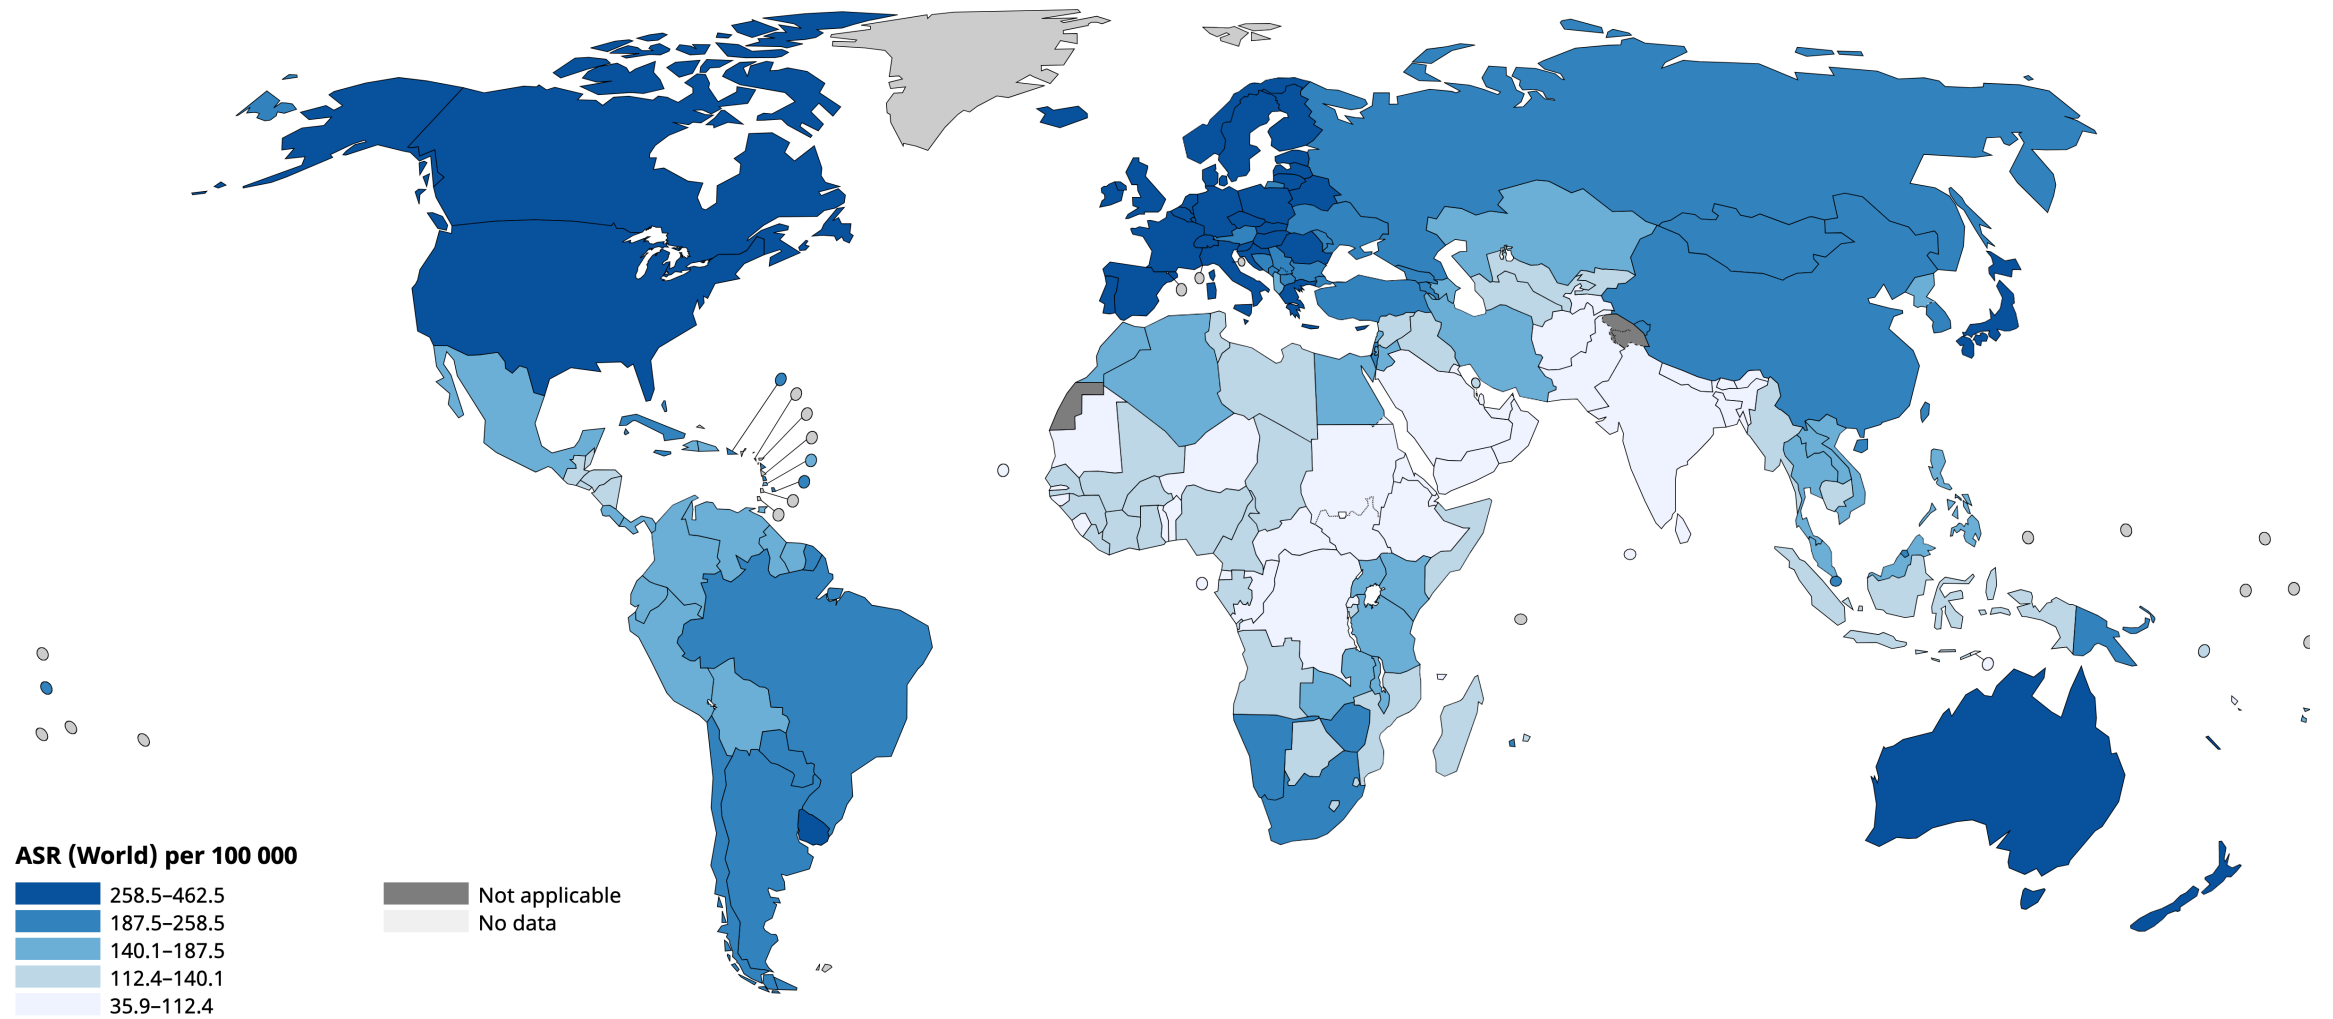 ASR (World) per 100 000
258.5–462.5
187.5–258.5
140.1–187.5
112.4–140.1
35.9–112.4
Not applicable
No data